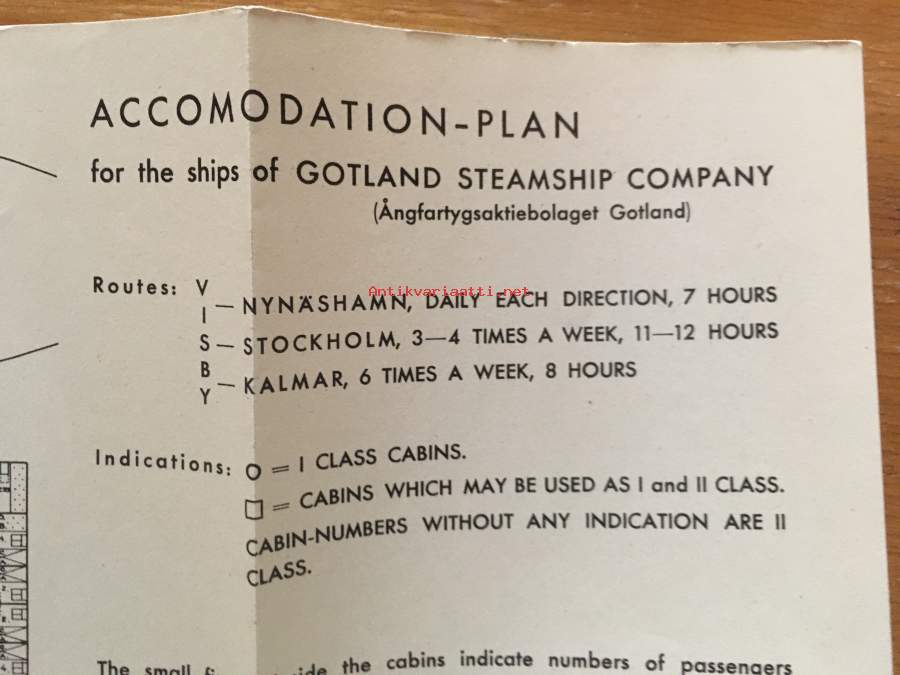 ACCOMODATION-PLAN
for the ships of GOTLAND STEAMSHIP COMPANY
(Ångfartygsaktiebolaget Gotland)
Antikvariaatti.net
Routes: VISBY
— NYNÄSHAMN, DAILY EACH DIRECTION, 7 HOURS
— STOCKHOLM, 3—4 TIMES A WEEK, 11—12 HOURS
— KALMAR, 6 TIMES A WEEK, 8 HOURS
Indications: O = I CLASS CABINS.
□ = CABINS WHICH MAY BE USED AS I and II CLASS.
CABIN-NUMBERS WITHOUT ANY INDICATION ARE II
CLASS.
The small the cabins indicate numbers of passengers